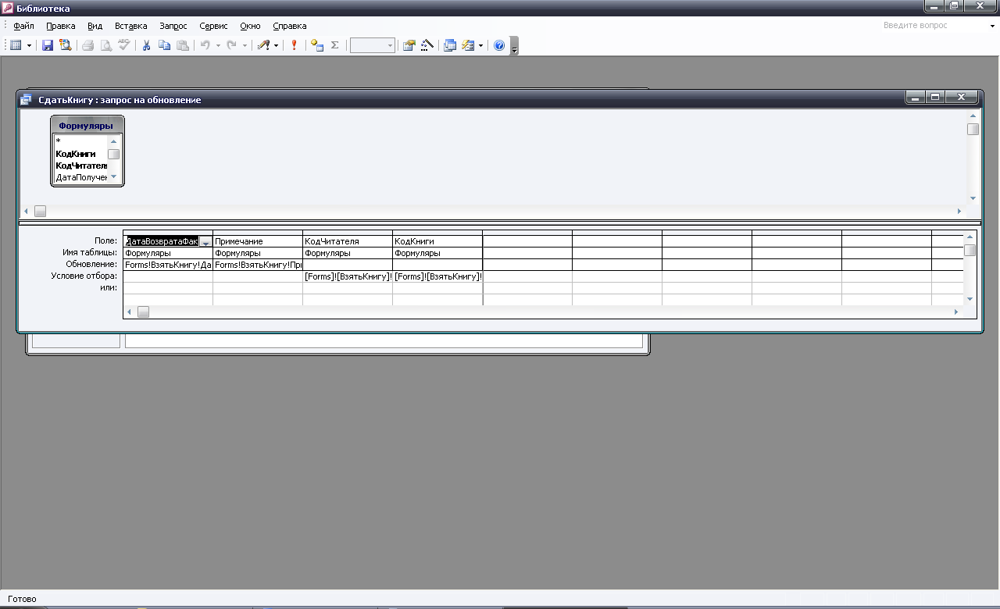 Библиотека
Файл Правка Вид Вставка Запрос Сервис Окно Справка Введите вопрос
СдатьКнигу : запрос на обновление
Формуляры
*
КодКниги
КодЧитателя
ДатаПолучен
Поле: ДатаВозвратаФак Примечание КодЧитателя КодКниги
Имя таблицы: Формуляры Формуляры Формуляры Формуляры
Обновление: Forms!ВзятьКнигу!Да Forms!ВзятьКнигу!При
Условие отбора: [Forms]![ВзятьКнигу]! [Forms]![ВзятьКнигу]!
или:
Готово